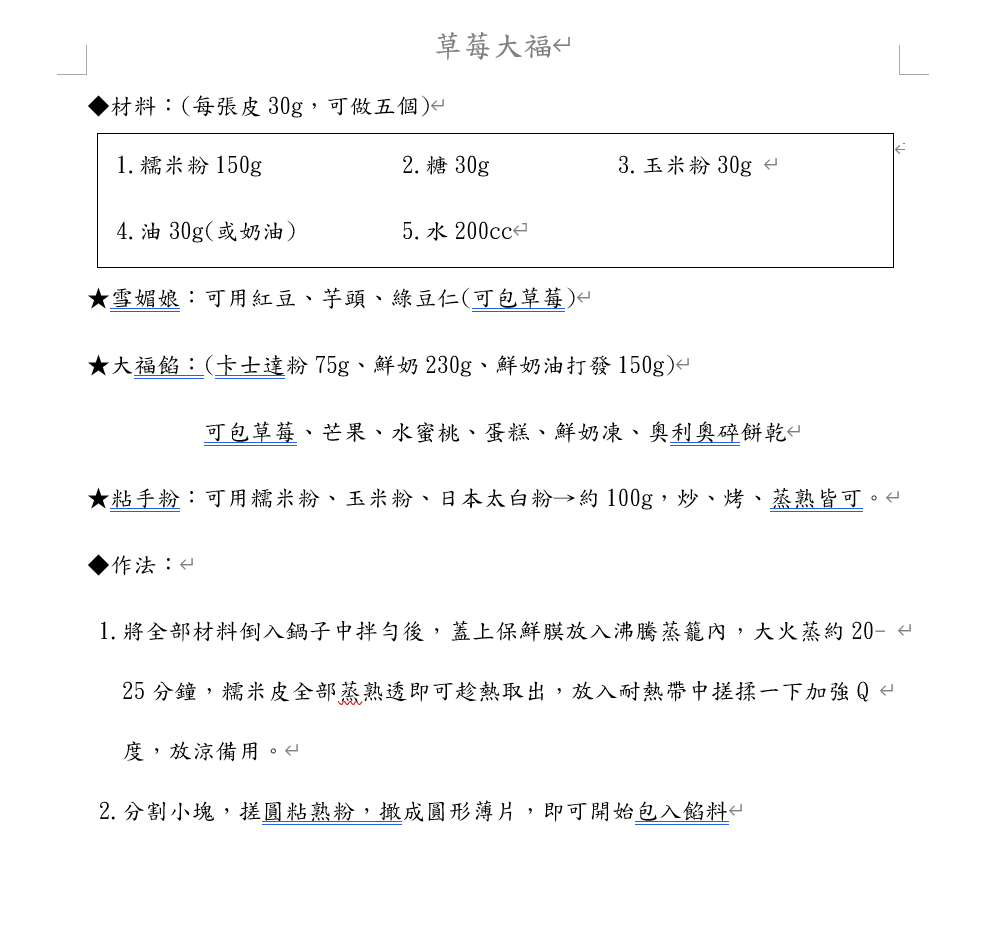 草莓大福
◆材料：(每張皮 30g，可做五個)
1.糯米粉 150g 2.糖 30g 3.玉米粉 30g
4.油 30g(或奶油) 5.水 200cc
★雪媚娘：可用紅豆、芋頭、綠豆仁(可包草莓)
★大福餡：(卡士達粉 75g、鮮奶 230g、鮮奶油打發 150g)
可包草莓、芒果、水蜜桃、蛋糕、鮮奶凍、奧利奧碎餅乾
★粘手粉：可用糯米粉、玉米粉、日本太白粉→約 100g，炒、烤、蒸熟皆可。
◆作法：
1.將全部材料倒入鍋子中拌勻後，蓋上保鮮膜放入沸騰蒸籠內，大火蒸約 20-
25 分鐘，糯米皮全部蒸熟透即可趁熱取出，放入耐熱帶中搓揉一下加強 Q
度，放涼備用。
2.分割小塊，搓圓粘熟粉，撖成圓形薄片，即可開始包入餡料